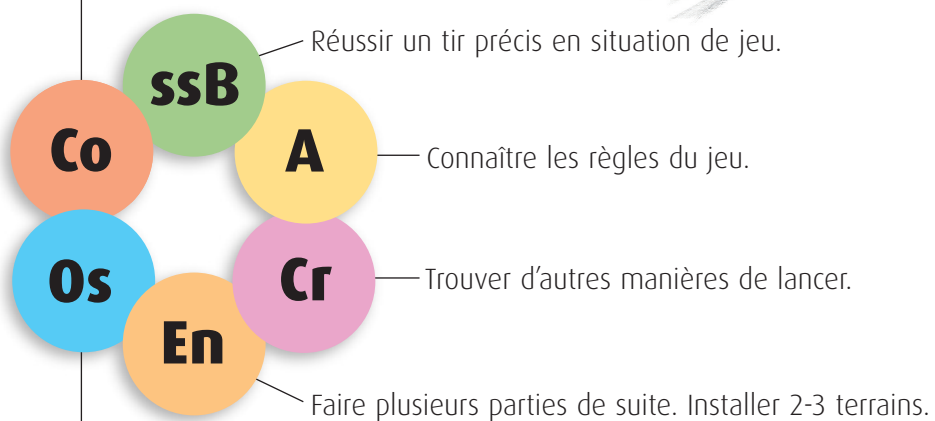 ssB Réussir un tir précis en situation de jeu.
Co
A Connaître les règles du jeu.
Os
Cr Trouver d'autres manières de lancer.
En
Faire plusieurs parties de suite. Installer 2-3 terrains.